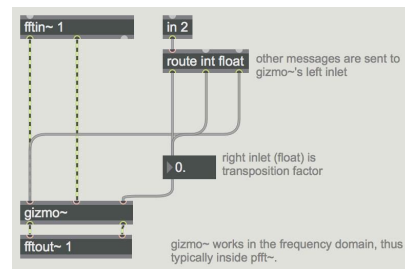 fftin~ 1
in 2
route int float
other messages are sent to
gizmo~'s left inlet
0.
right inlet (float) is
transposition factor
gizmo~
fftout~ 1
gizmo~ works in the frequency domain, thus
typically inside pfft~.